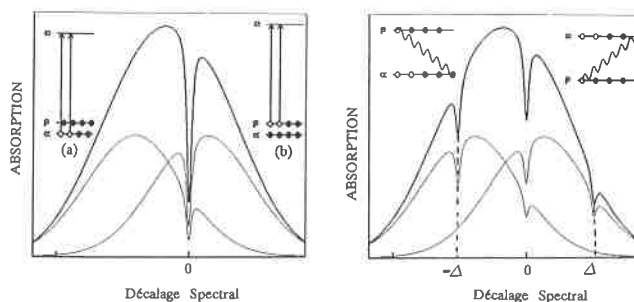 (a)
(b)
ABSORPTION
0
Décalage Spectral
ABSORPTION
-Δ
0
Δ
Décalage Spectral